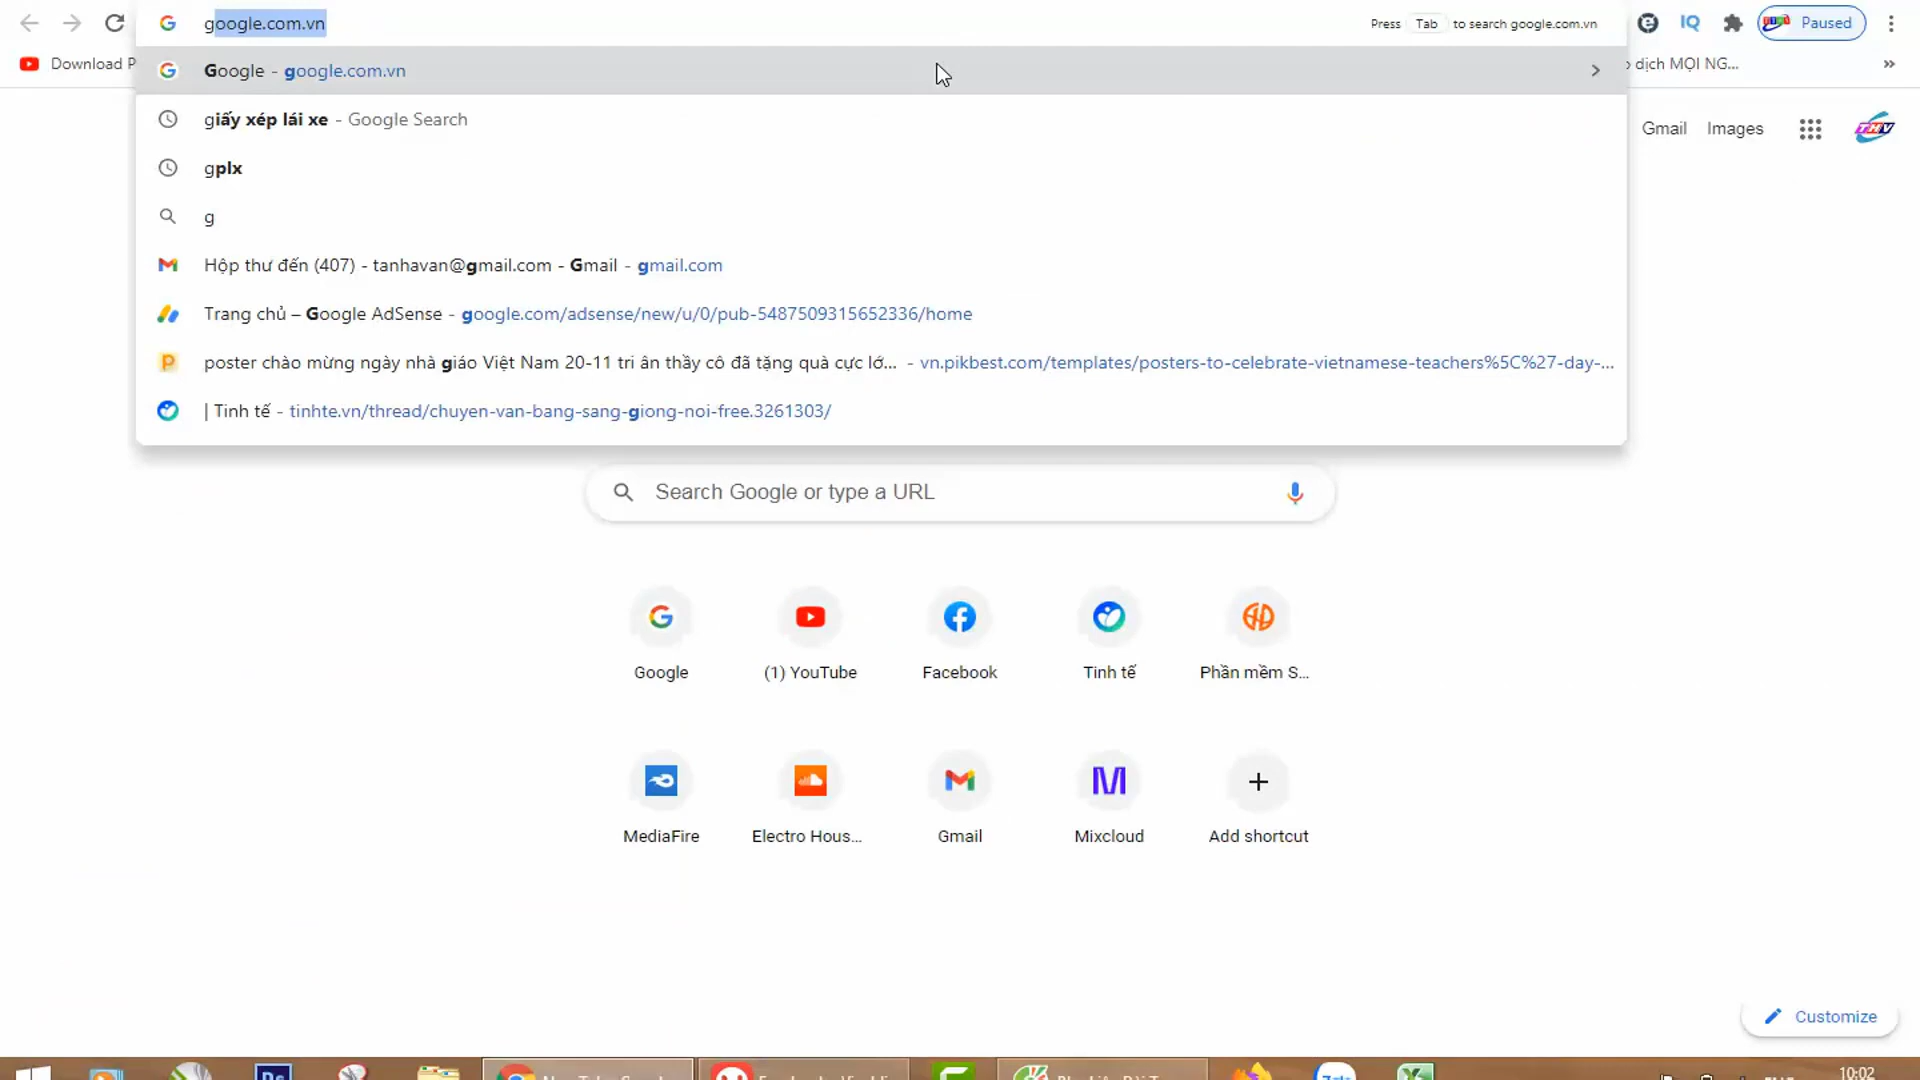 google.com.vn
Press Tab to search google.com.vn
IQ
Paused
Download
dịch MỌI NG...
Google - google.com.vn
giấy xép lái xe - Google Search
gplx
g
Hộp thư đến (407) - tanhavan@gmail.com - Gmail - gmail.com
Trang chủ – Google AdSense - google.com/adsense/new/u/0/pub-5487509315652336/home
poster chào mừng ngày nhà giáo Việt Nam 20-11 tri ân thầy cô đã tặng quà cực lớ... - vn.pikbest.com/templates/posters-to-celebrate-vietnamese-teachers%5C%27-day-...
| Tinh tế - tinhte.vn/thread/chuyen-van-bang-sang-giong-noi-free.3261303/
Gmail Images
THV
Search Google or type a URL
Google
(1) YouTube
Facebook
Tinh tế
Phần mềm S...
MediaFire
Electro Hous...
Gmail
Mixcloud
Add shortcut
Customize
10:02